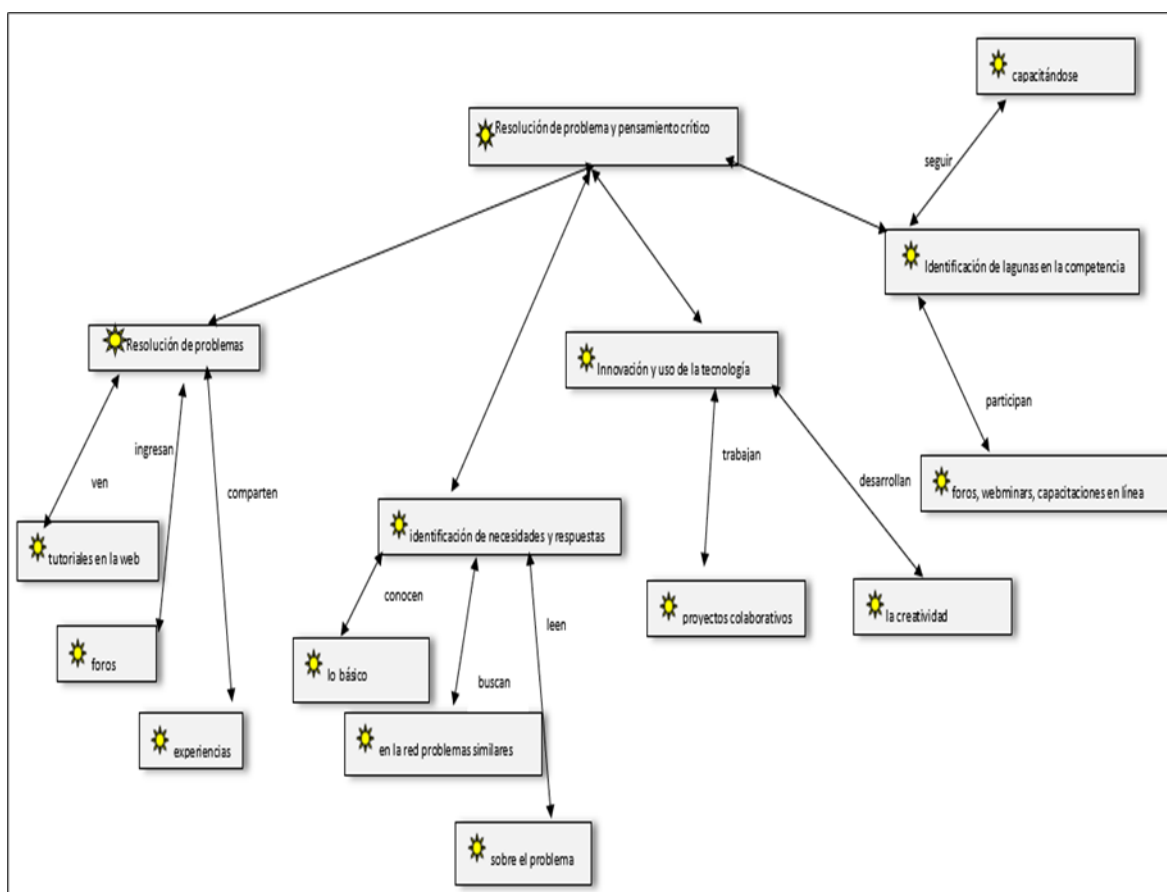 capacitándose
Resolución de problema y pensamiento crítico
seguir
Identificación de lagunas en la competencia
Resolución de problemas
Innovación y uso de la tecnología
participan
ingresan
trabajan
ven
comparten
desarrollan
foros, webminars, capacitaciones en línea
identificación de necesidades y respuestas
tutoriales en la web
conocen
leen
proyectos colaborativos
la creatividad
foros
lo básico
buscan
experiencias
en la red problemas similares
sobre el problema